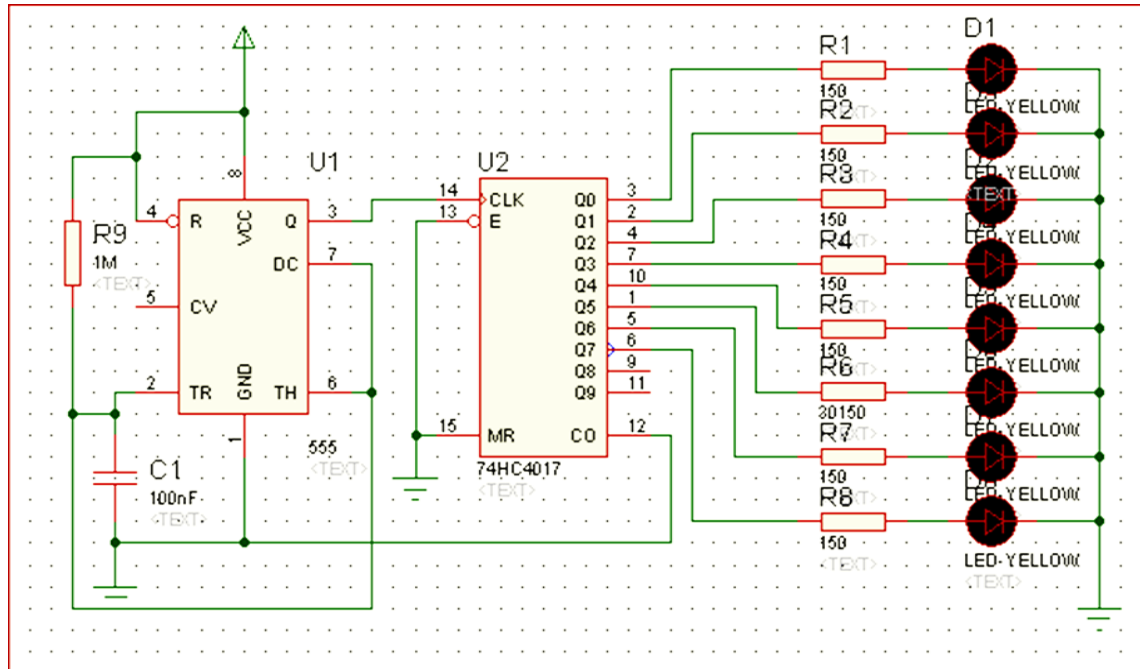 D1
R1
150
LED-YELLOW
R2
<TEXT>
150
<TEXT>
LED-YELLOW
R3
150
<TEXT>
TEXT
LED-YELLOW
R4
LED-YELLOW
R5
150
LED-YELLOW
R6
30150
LED-YELLOW
R7
150
<TEXT>
LED-YELLOW
R8
150
<TEXT>
LED-YELLOW
<TEXT>
U1
8
4
R
VCC
Q
3
DC
7
5
CV
2
TR
GND
TH
6
1
555
<TEXT>
R9
1M
<TEXT>
C1
100nF
<TEXT>
U2
14
CLK
13
E
15
MR
Q0
3
Q1
2
Q2
4
Q3
7
Q4
10
Q5
1
Q6
5
Q7
6
Q8
9
Q9
11
CO
12
74HC4017
<TEXT>